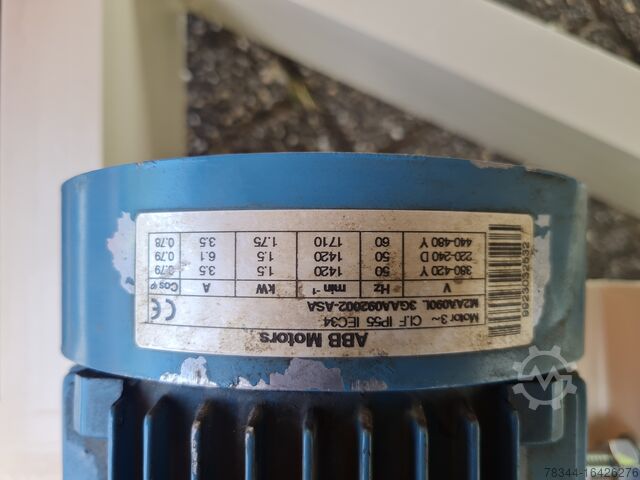 ABB Motors
Motor 3~ Cl.F IP55 IEC34
M2AA090L 3GAA092002-ASA CE
V Hz min⁻¹ kW A Cos φ
380-420 Y 50 1420 1.5 3.5 0.79
220-240 D 50 1420 1.5 6.1 0.79
440-480 Y 60 1710 1.75 3.5 0.78
78344-16426276